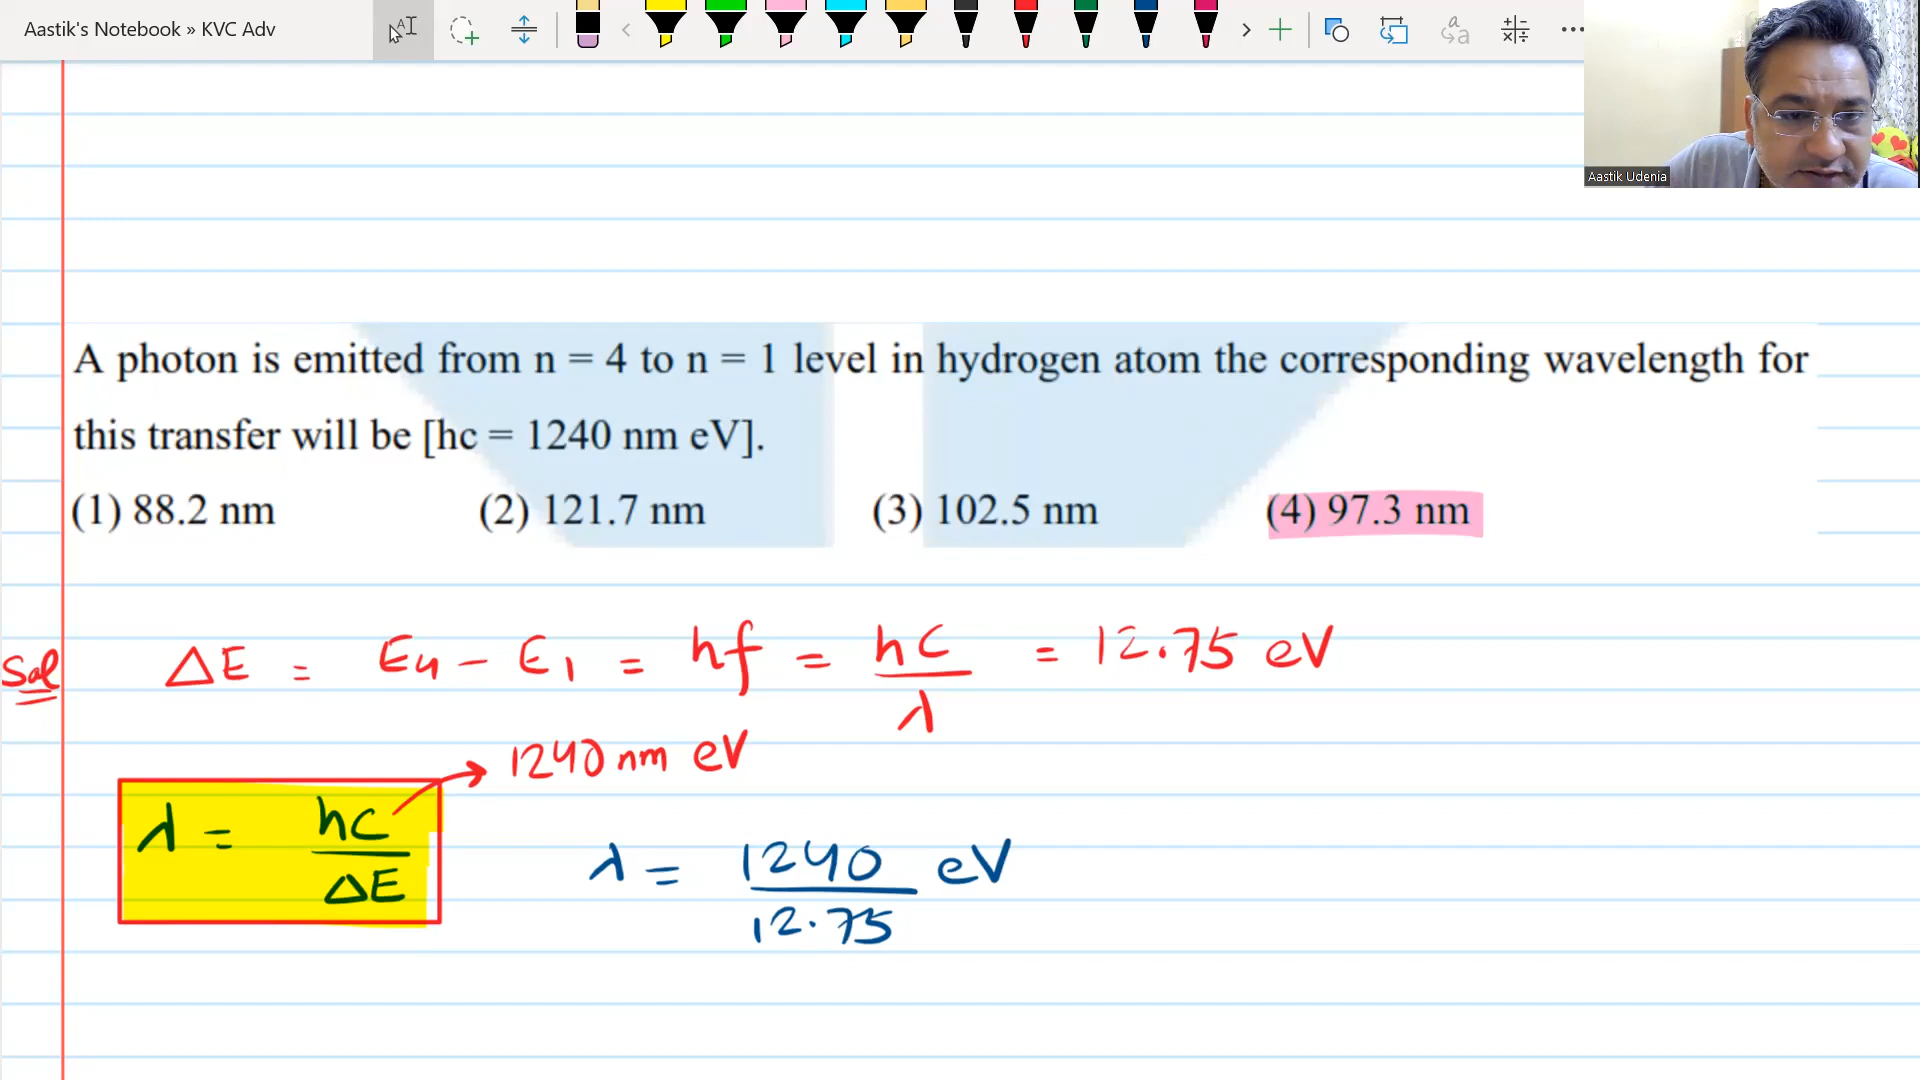 Aastik's Notebook » KVC Adv
Aastik Udenia
A photon is emitted from n = 4 to n = 1 level in hydrogen atom the corresponding wavelength for
this transfer will be [hc = 1240 nm eV].
(1) 88.2 nm (2) 121.7 nm (3) 102.5 nm (4) 97.3 nm
Sol ΔE = E4 - E1 = hf = hc/λ = 12.75 eV
1240 nm eV
λ = hc/ΔE
λ = 1240/12.75 eV